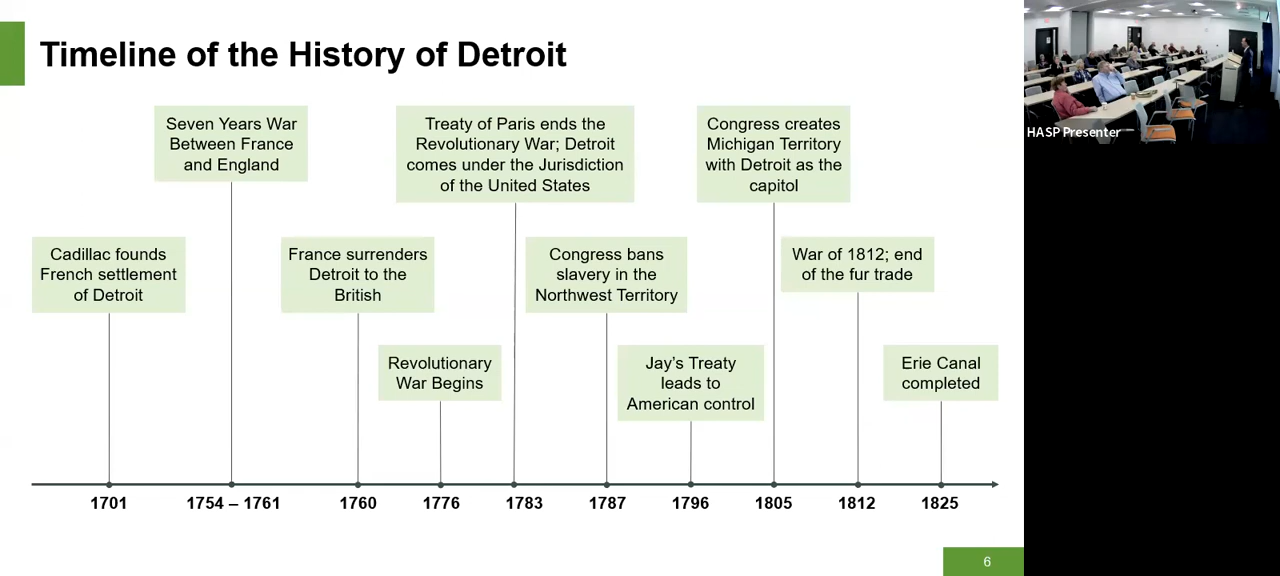 Timeline of the History of Detroit
Seven Years War
Between France
and England
Treaty of Paris ends the
Revolutionary War; Detroit
comes under the Jurisdiction
of the United States
Congress creates
Michigan Territory
with Detroit as the
capitol
Cadillac founds
French settlement
of Detroit
France surrenders
Detroit to the
British
Congress bans
slavery in the
Northwest Territory
War of 1812; end
of the fur trade
Revolutionary
War Begins
Jay’s Treaty
leads to
American control
Erie Canal
completed
1701
1754 – 1761
1760
1776
1783
1787
1796
1805
1812
1825
6
HASP Presenter